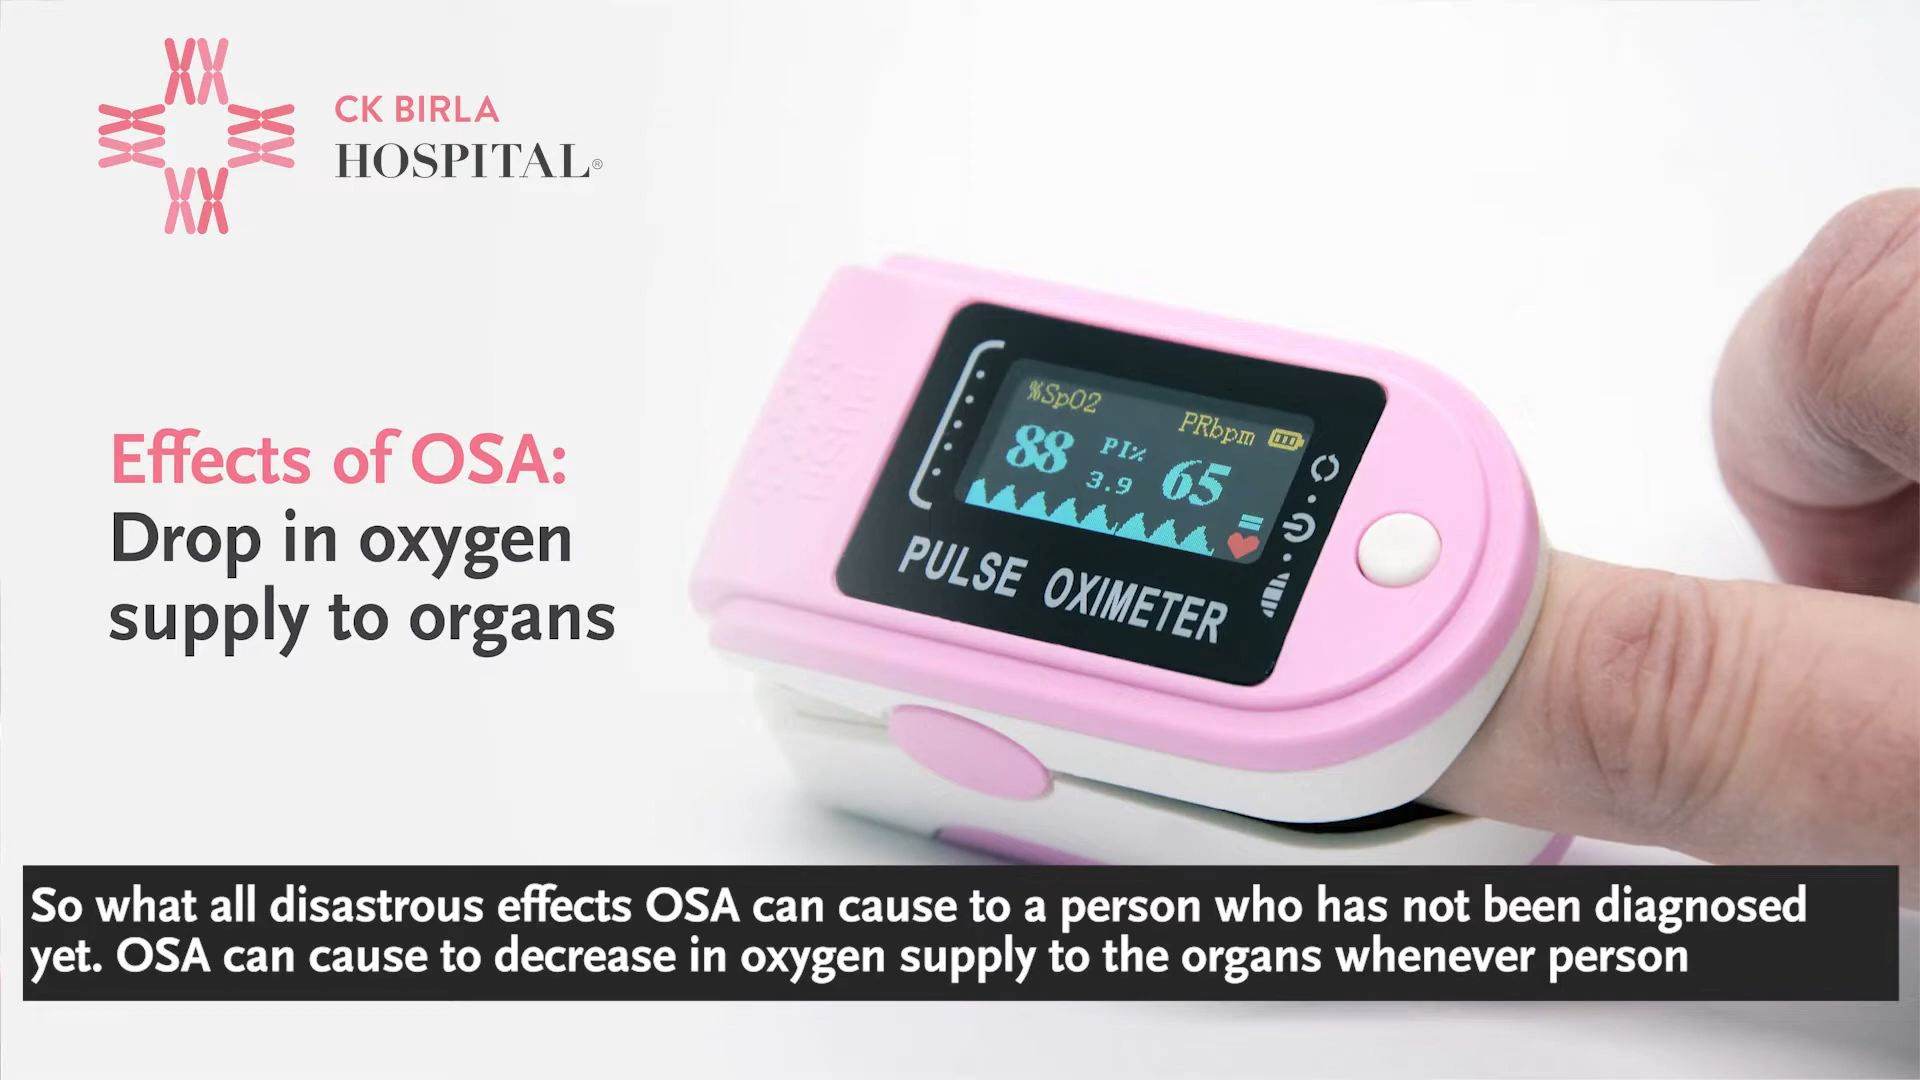 CK BIRLA
HOSPITAL®
Effects of OSA:
Drop in oxygen
supply to organs
%SpO2
PRbpm
88
PI%
3.9
65
PULSE OXIMETER
So what all disastrous effects OSA can cause to a person who has not been diagnosed
yet. OSA can cause to decrease in oxygen supply to the organs whenever person